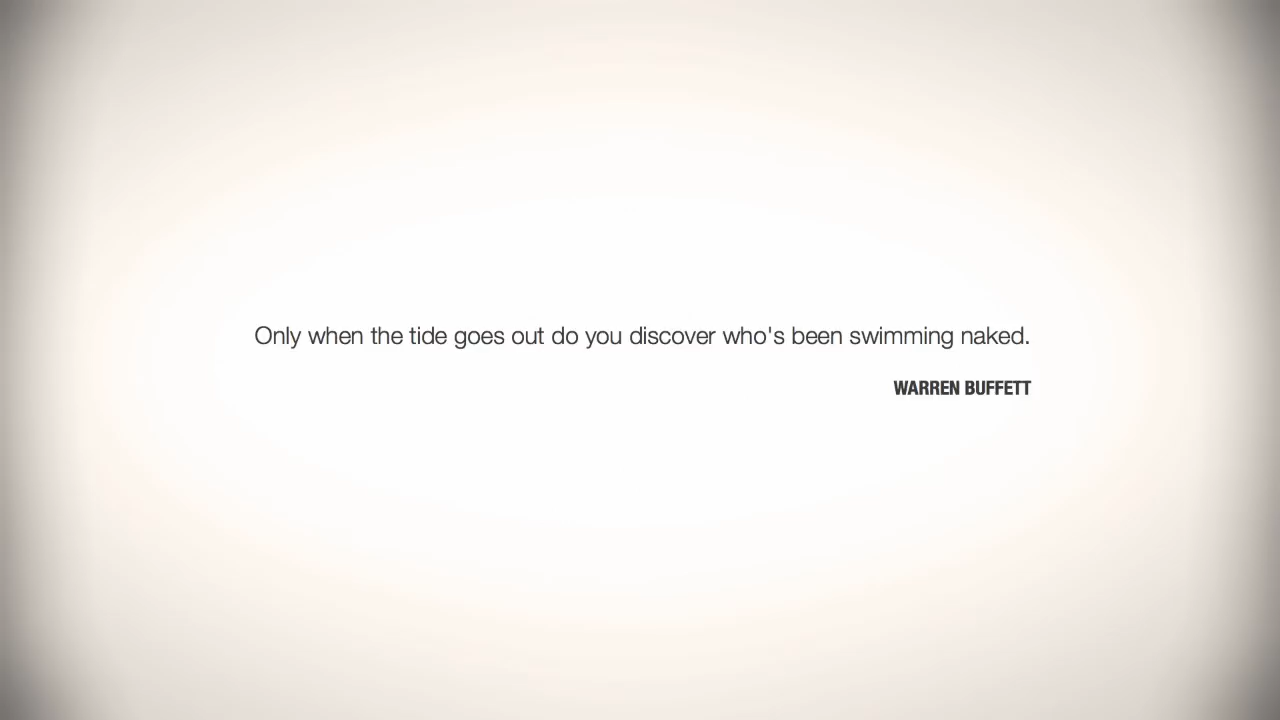 Only when the tide goes out do you discover who's been swimming naked.
WARREN BUFFETT